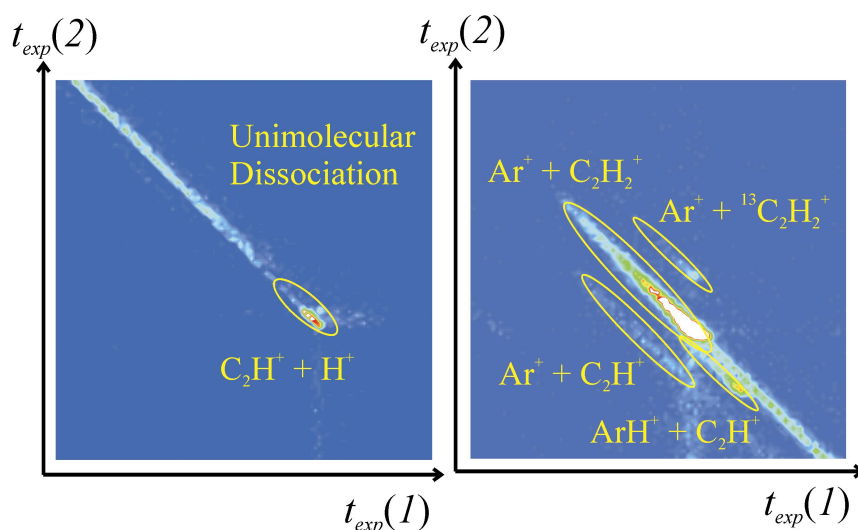 t_exp(2)
t_exp(2)
Unimolecular
Dissociation
C₂H⁺ + H⁺
t_exp(1)
Ar⁺ + C₂H₂⁺
Ar⁺ + ¹³C₂H₂⁺
Ar⁺ + C₂H⁺
ArH⁺ + C₂H⁺
t_exp(1)